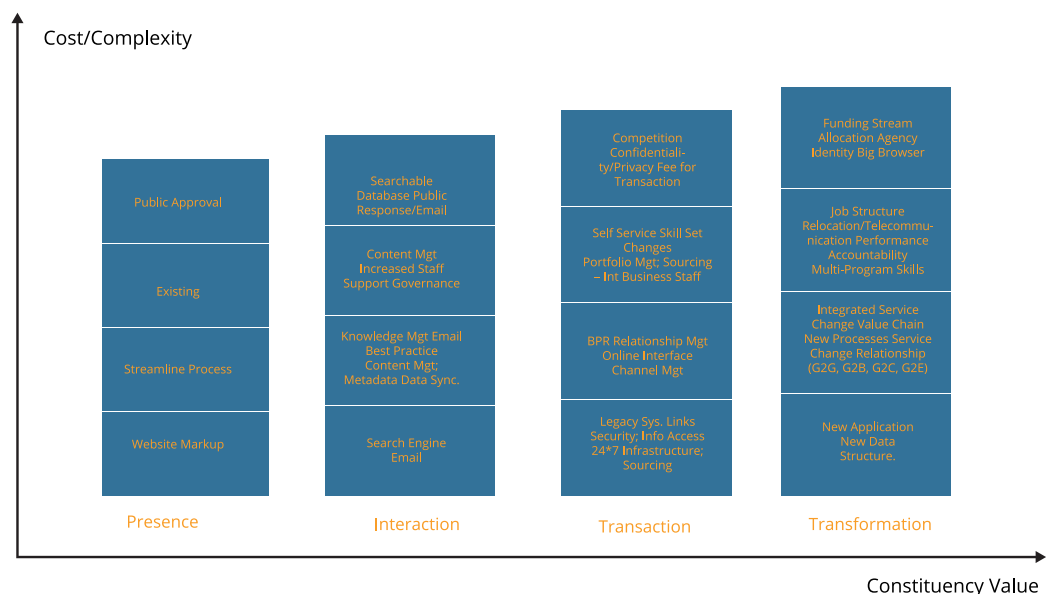 Cost/Complexity
Public Approval
Existing
Streamline Process
Website Markup
Presence
Searchable
Database Public
Response/Email
Content Mgt
Increased Staff
Support Governance
Knowledge Mgt Email
Best Practice
Content Mgt;
Metadata Data Sync.
Search Engine
Email
Interaction
Competition
Confidentiali-
ty/Privacy Fee for
Transaction
Self Service Skill Set
Changes
Portfolio Mgt; Sourcing
– Int Business Staff
BPR Relationship Mgt
Online Interface
Channel Mgt
Legacy Sys. Links
Security; Info Access
24*7 Infrastructure;
Sourcing
Transaction
Funding Stream
Allocation Agency
Identity Big Browser
Job Structure
Relocation/Telecommu-
nication Performance
Accountability
Multi-Program Skills
Integrated Service
Change Value Chain
New Processes Service
Change Relationship
(G2G, G2B, G2C, G2E)
New Application
New Data
Structure.
Transformation
Constituency Value